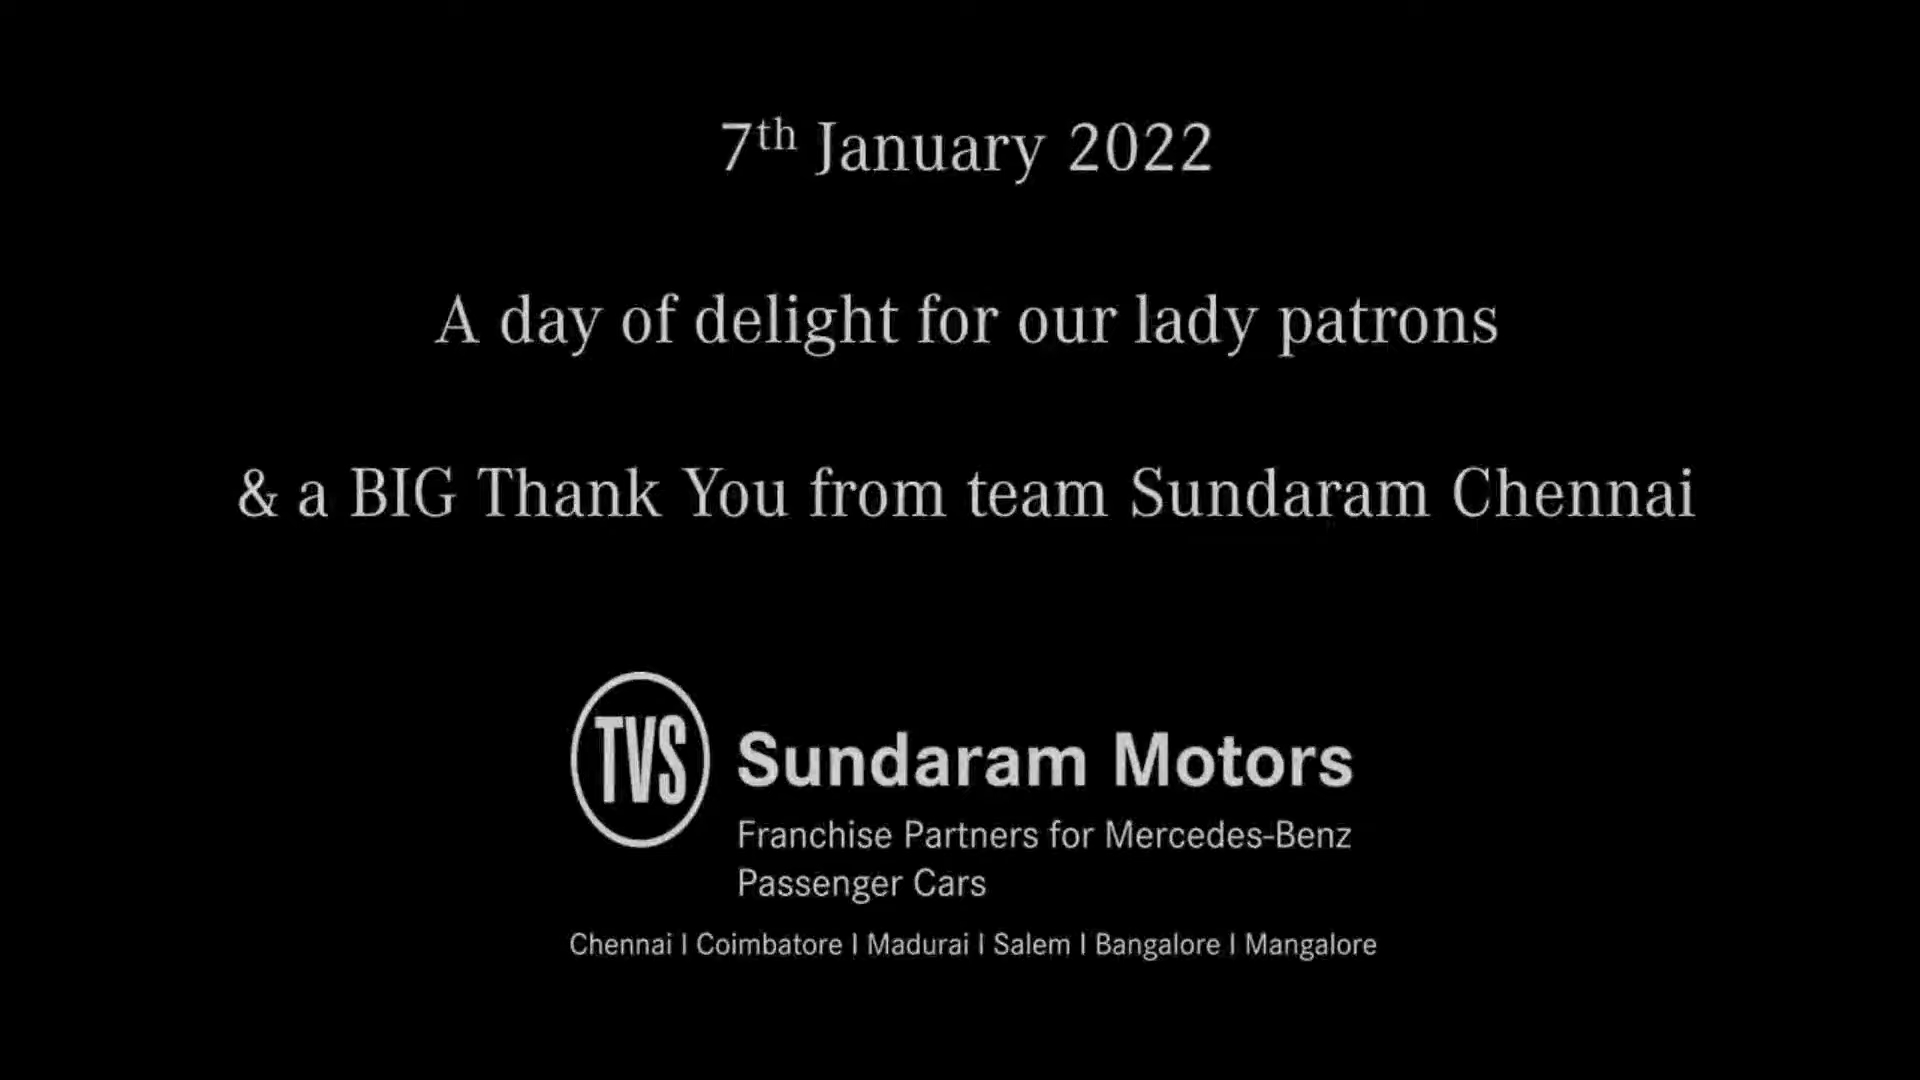 7th January 2022
A day of delight for our lady patrons
& a BIG Thank You from team Sundaram Chennai
TVS
Sundaram Motors
Franchise Partners for Mercedes-Benz
Passenger Cars
Chennai I Coimbatore I Madurai I Salem I Bangalore I Mangalore